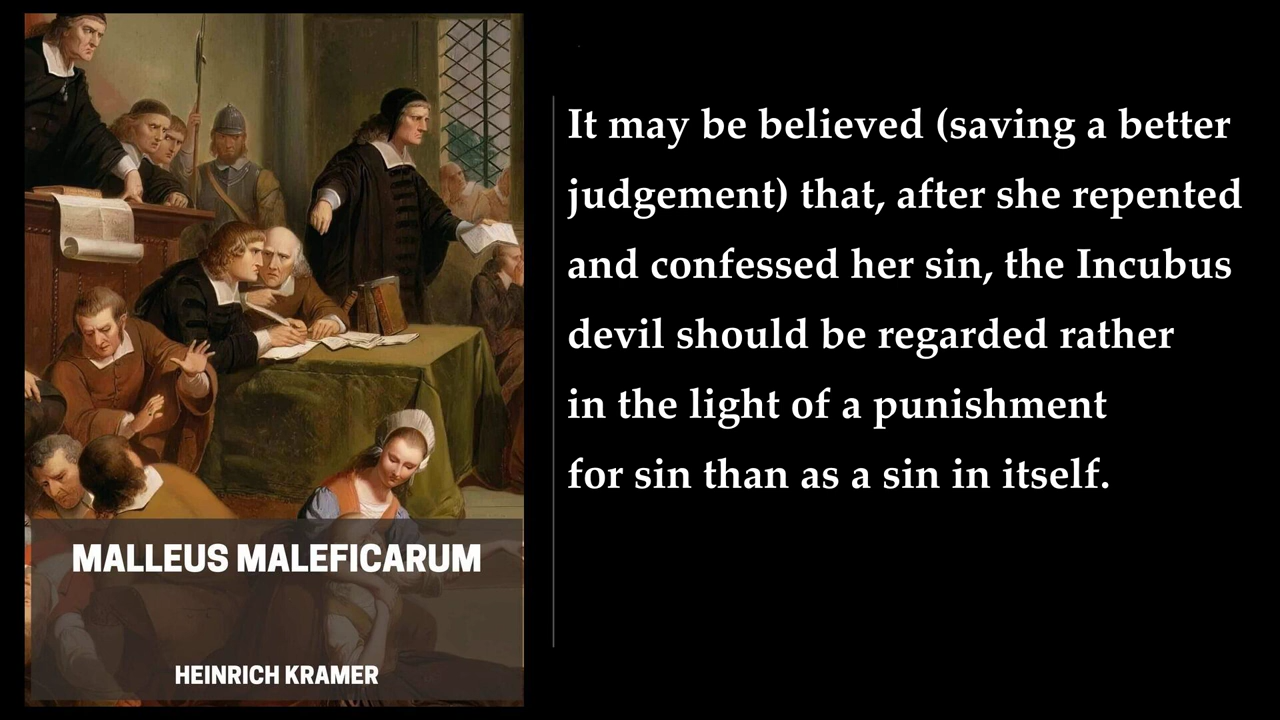 MALLEUS MALEFICARUM
HEINRICH KRAMER
It may be believed (saving a better
judgement) that, after she repented
and confessed her sin, the Incubus
devil should be regarded rather
in the light of a punishment
for sin than as a sin in itself.